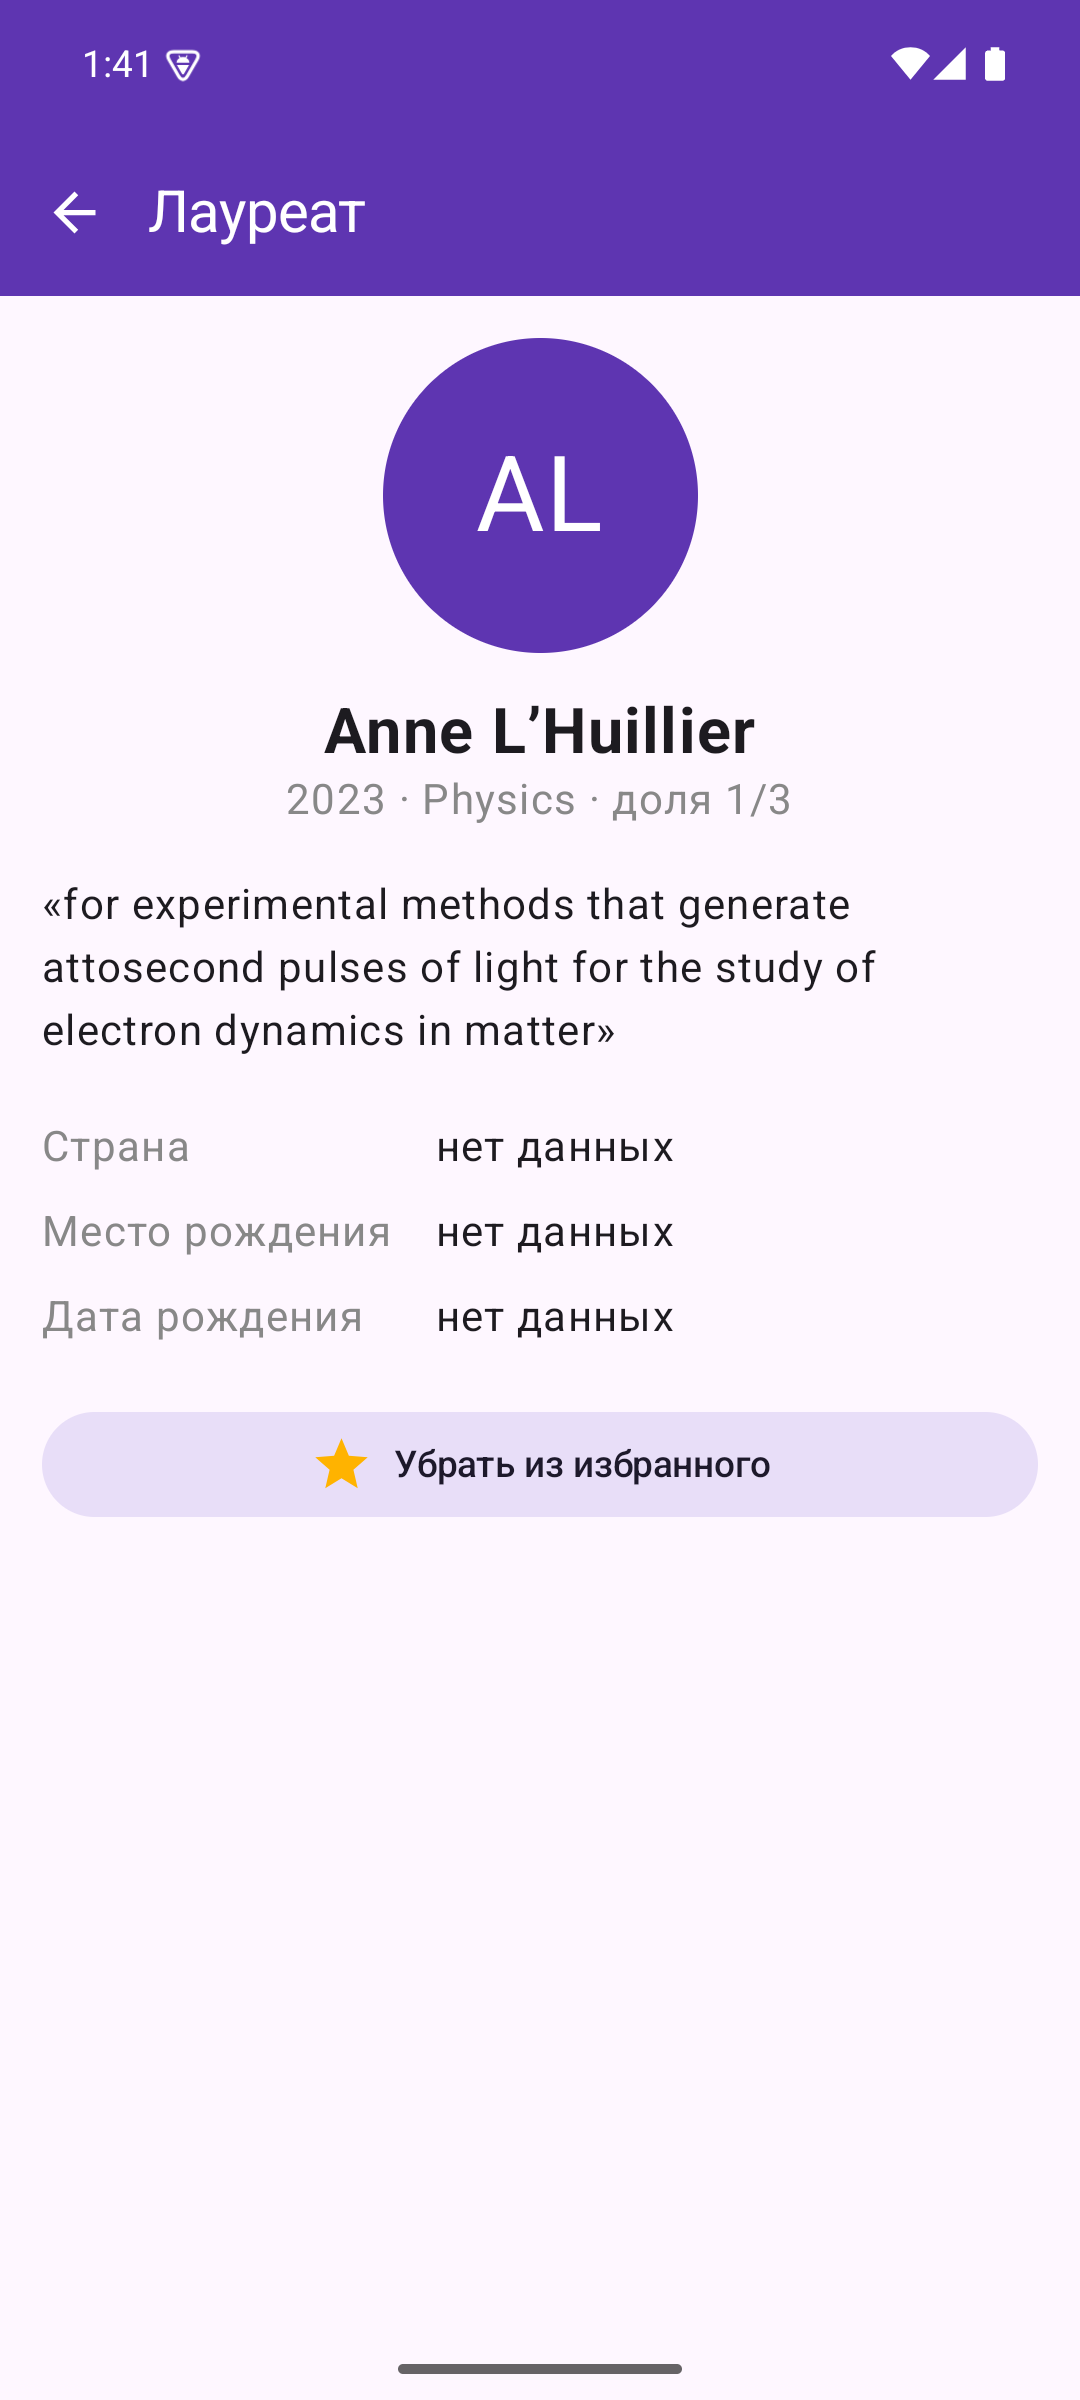 1:41
Лауреат
AL
Anne L’Huillier
2023 · Physics · доля 1/3
«for experimental methods that generate
attosecond pulses of light for the study of
electron dynamics in matter»
Страна нет данных
Место рождения нет данных
Дата рождения нет данных
Убрать из избранного